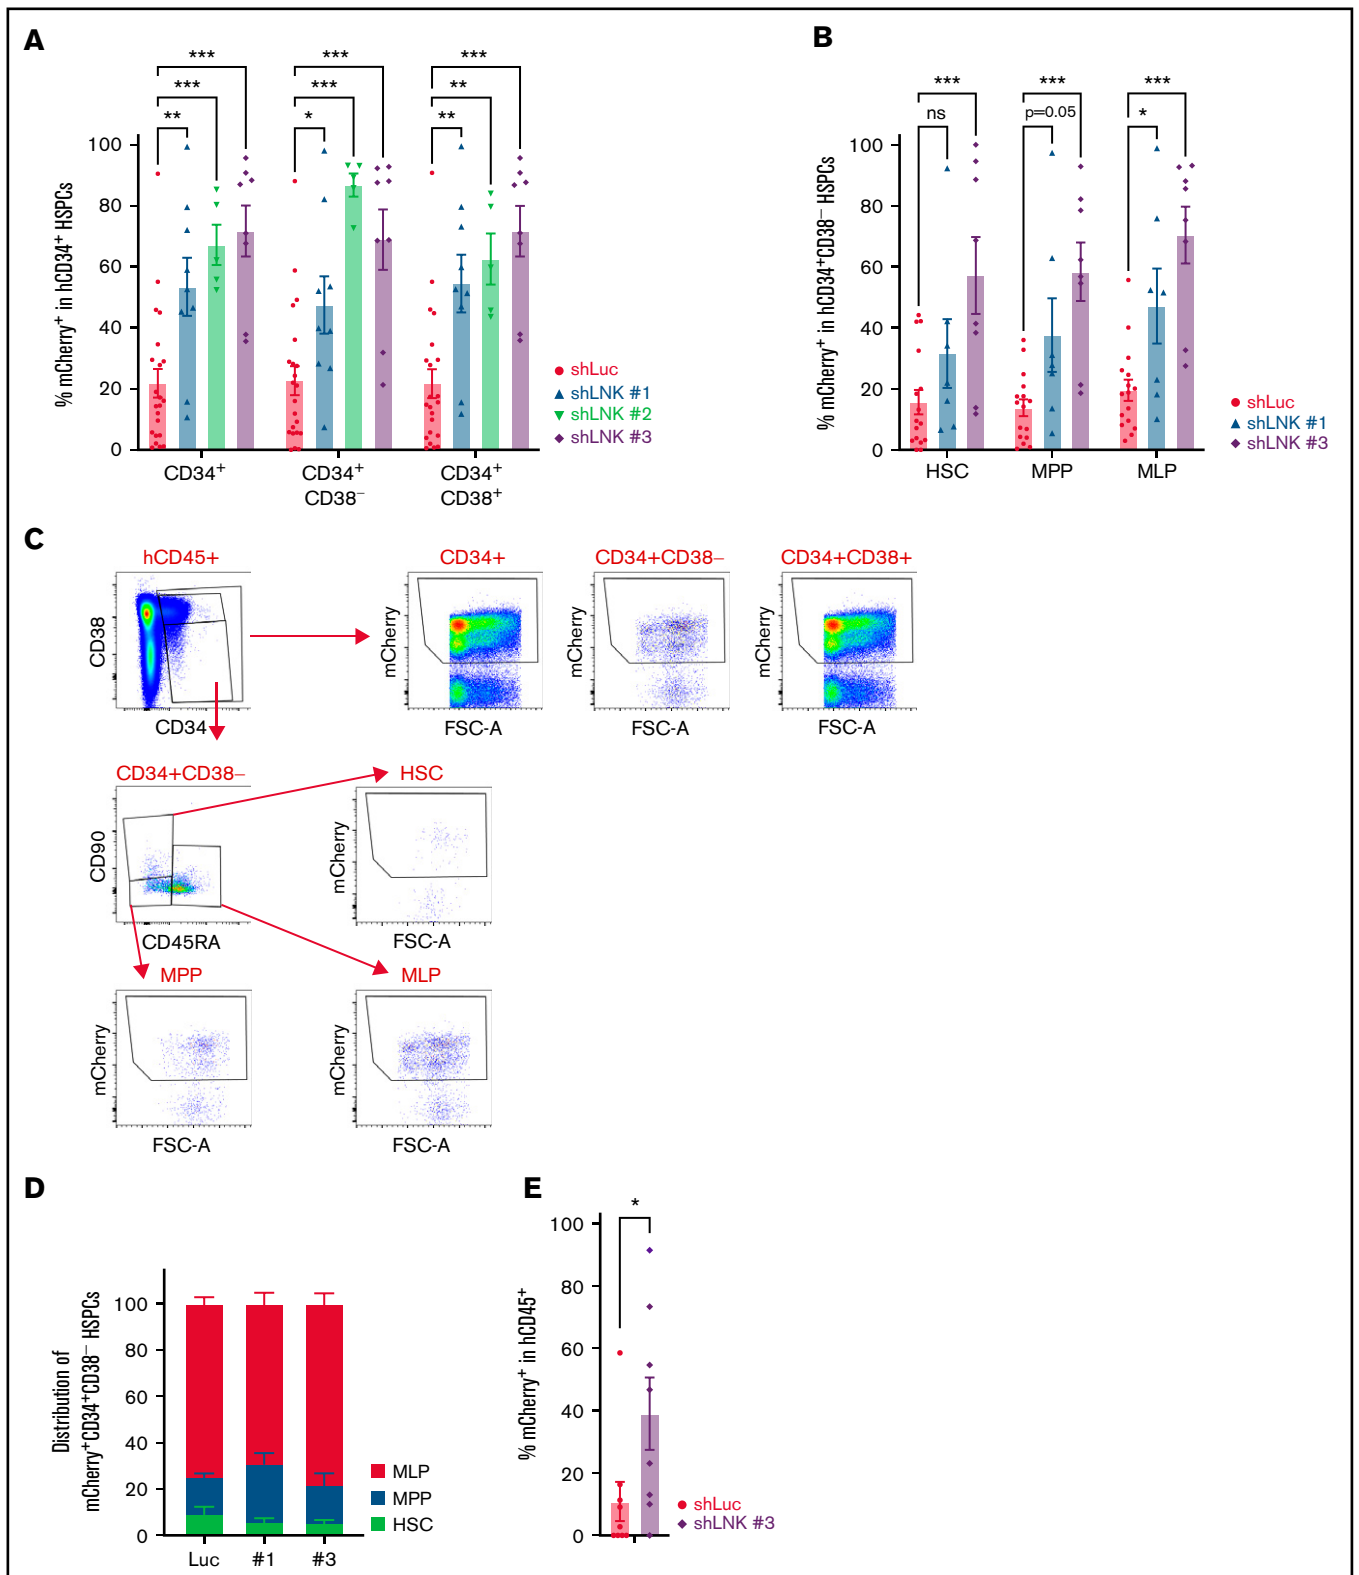 A
*** *** ***
*** *** **
** * **
% mCherry⁺ in hCD34⁺ HSPCs
100
80
60
40
20
0
CD34⁺
CD34⁺
CD38⁻
CD34⁺
CD38⁺
shLuc
shLNK #1
shLNK #2
shLNK #3
B
*** *** ***
ns p=0.05 *
% mCherry⁺ in hCD34⁺CD38⁻ HSPCs
100
80
60
40
20
0
HSC MPP MLP
shLuc
shLNK #1
shLNK #3
C
hCD45+
CD38
CD34
CD34+
mCherry
FSC-A
CD34+CD38–
mCherry
FSC-A
CD34+CD38+
mCherry
FSC-A
CD34+CD38–
CD90
CD45RA
HSC
mCherry
FSC-A
MPP
mCherry
FSC-A
MLP
mCherry
FSC-A
D
Distribution of
mCherry⁺CD34⁺CD38⁻ HSPCs
100
80
60
40
20
0
Luc #1 #3
MLP
MPP
HSC
E
*
% mCherry⁺ in hCD45⁺
100
80
60
40
20
0
shLuc
shLNK #3